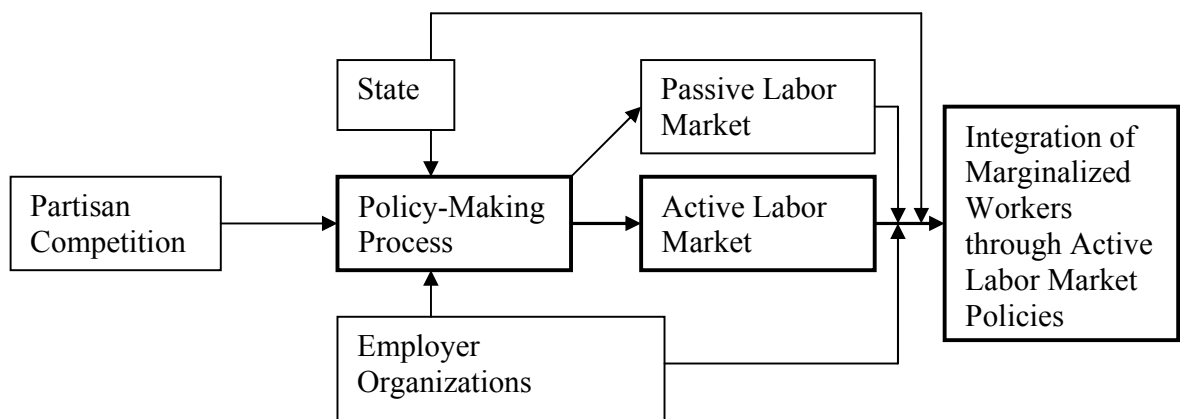 State
Passive Labor
Market
Integration of
Marginalized
Workers
through Active
Labor Market
Policies
Partisan
Competition
Policy-Making
Process
Active Labor
Market
Employer
Organizations